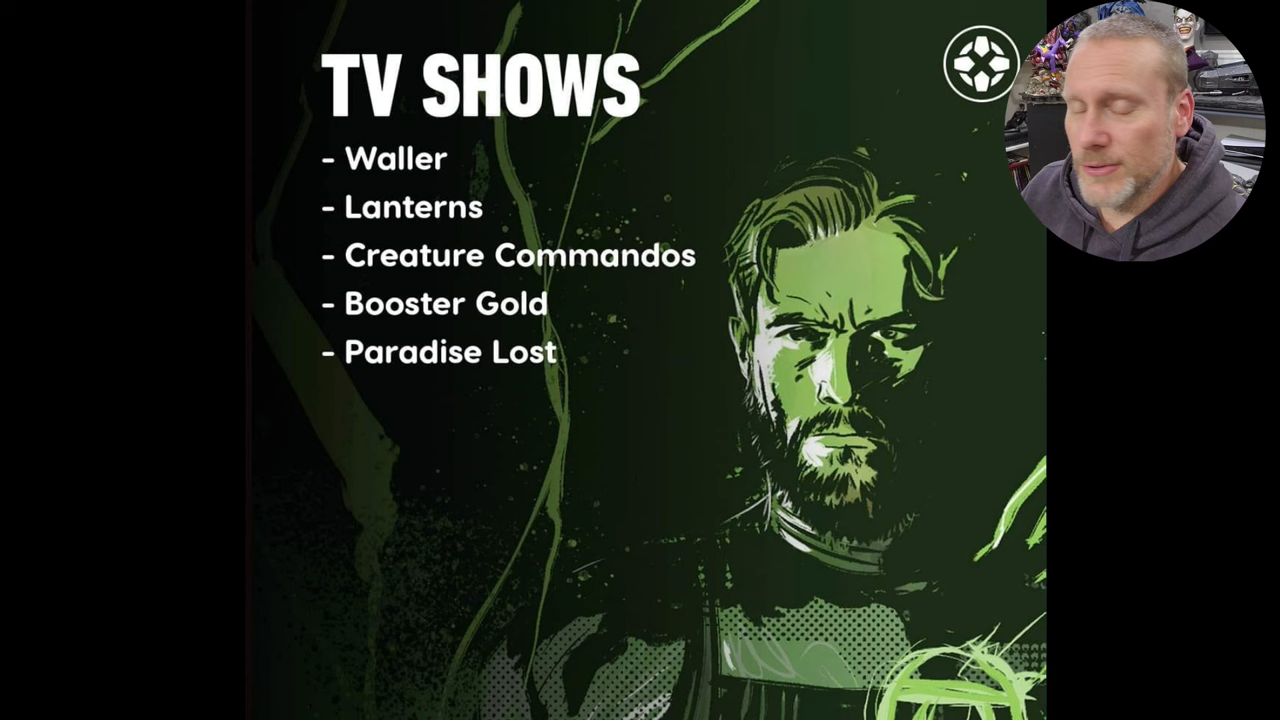 TV SHOWS
- Waller
- Lanterns
- Creature Commandos
- Booster Gold
- Paradise Lost